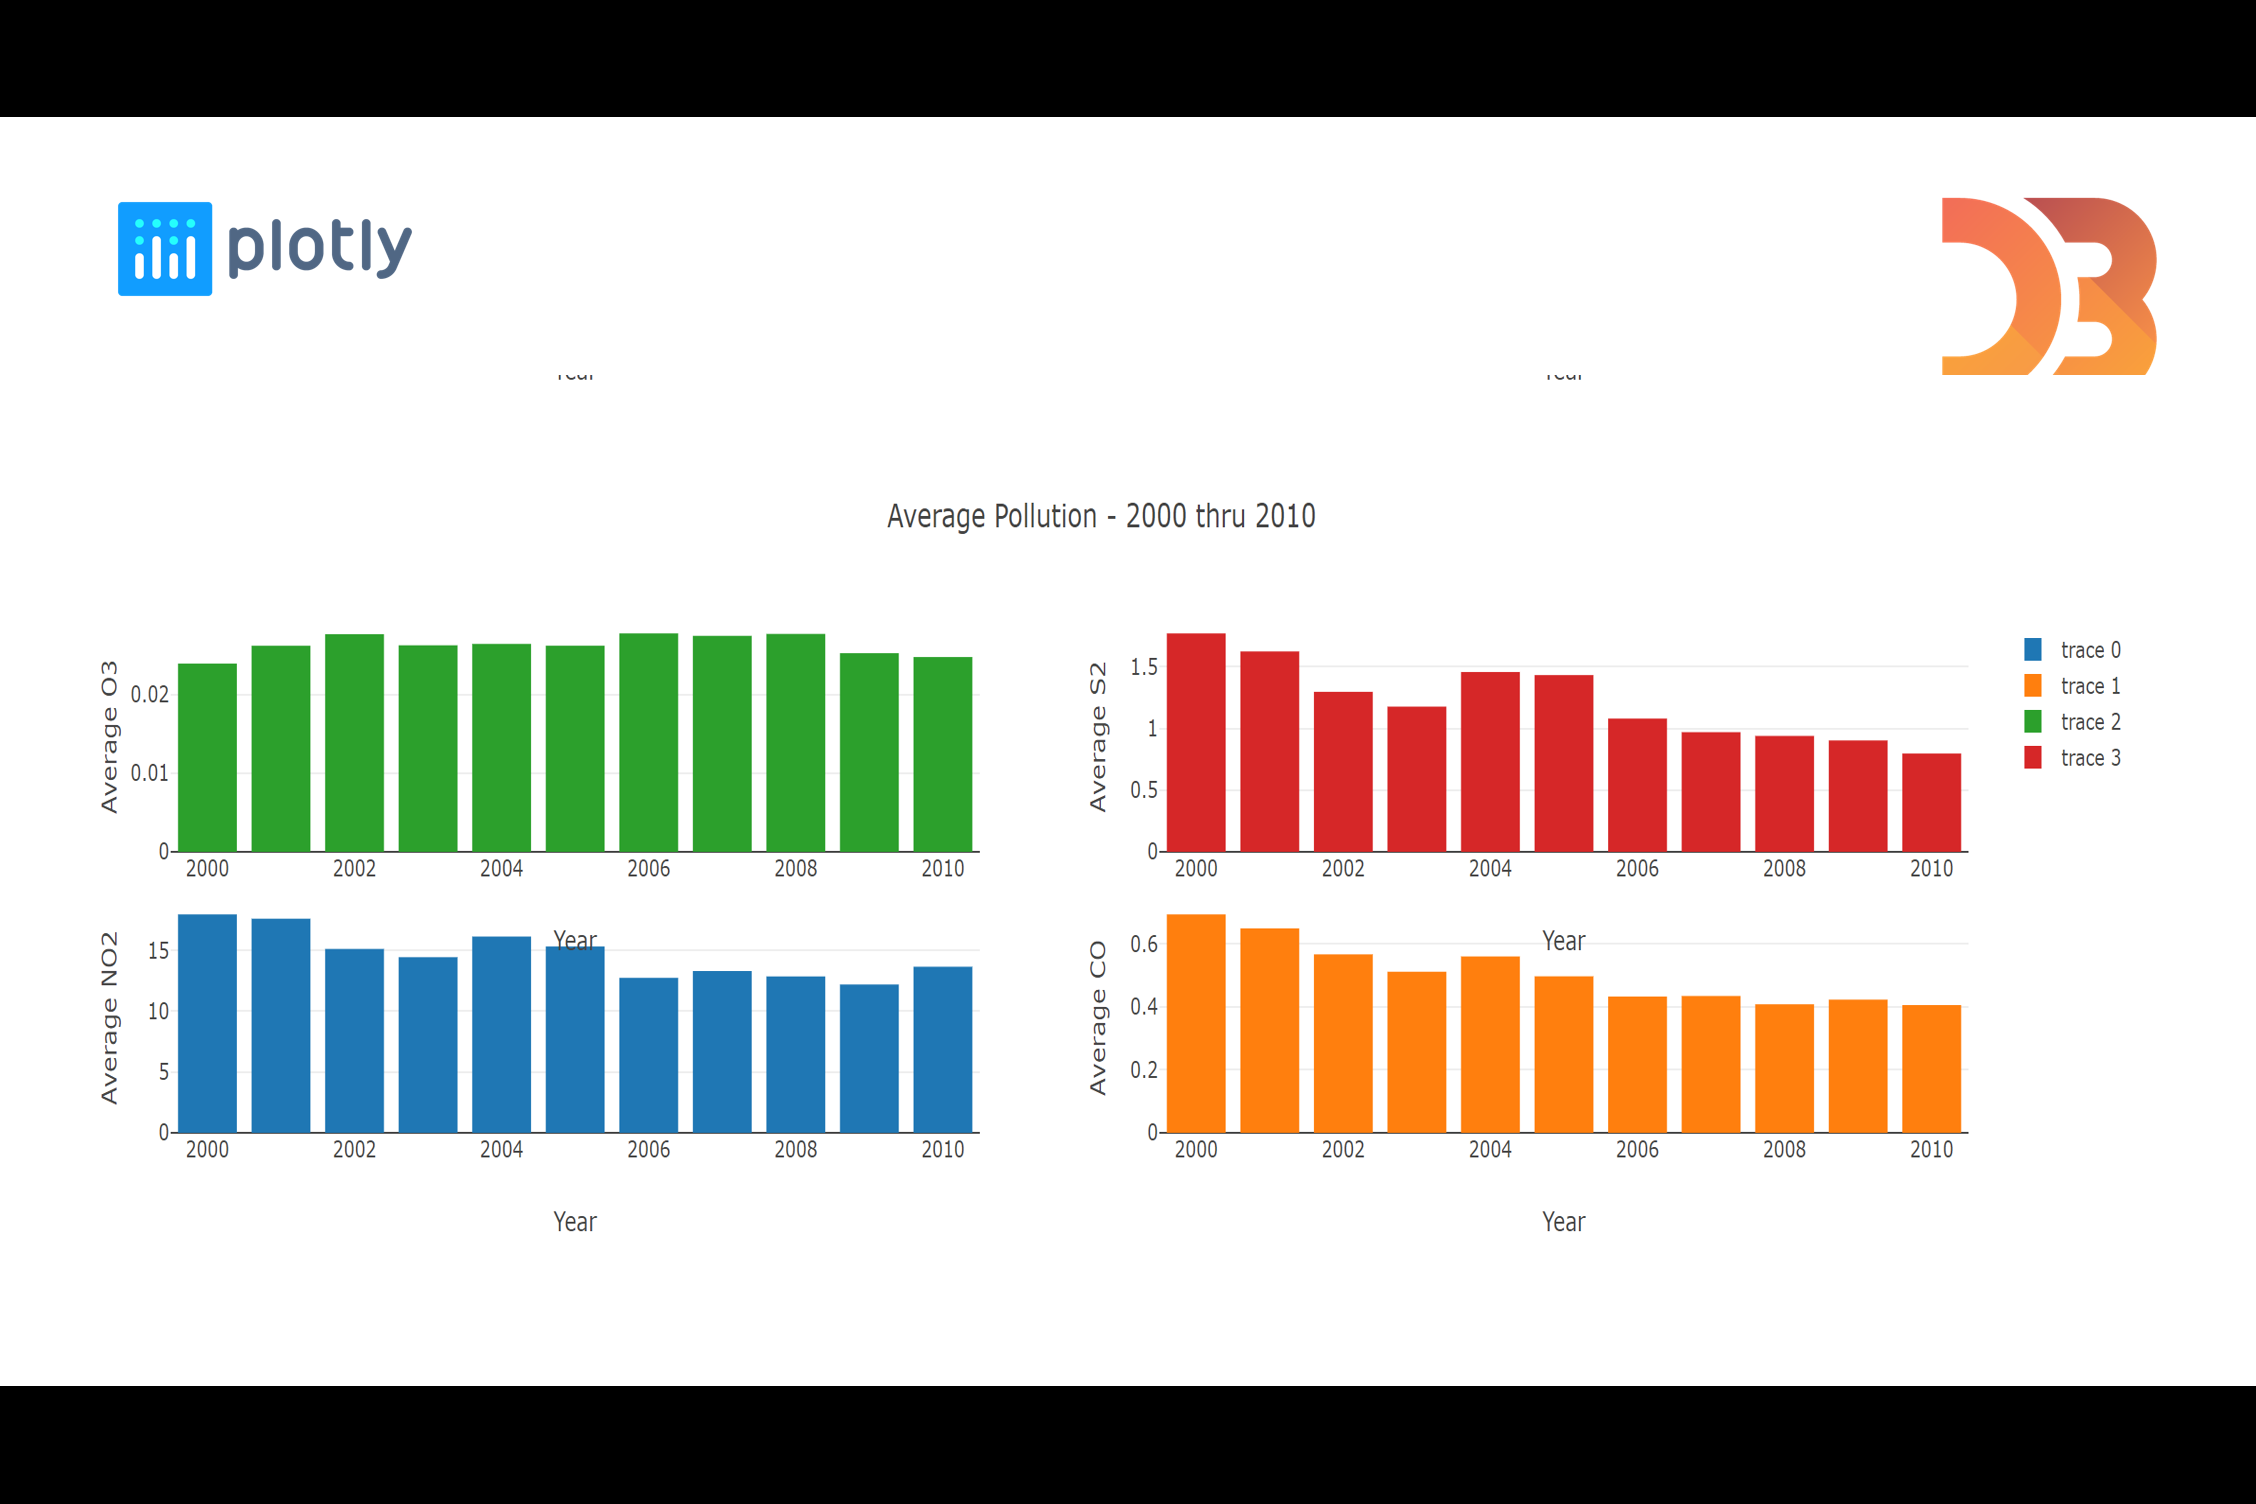 plotly
D3
Year
Year
Average Pollution - 2000 thru 2010
Average O3
0.02
0.01
0
2000 2002 2004 2006 2008 2010
Year
Average S2
1.5
1
0.5
0
2000 2002 2004 2006 2008 2010
Year
trace 0
trace 1
trace 2
trace 3
Average NO2
15
10
5
0
2000 2002 2004 2006 2008 2010
Year
Average CO
0.6
0.4
0.2
0
2000 2002 2004 2006 2008 2010
Year